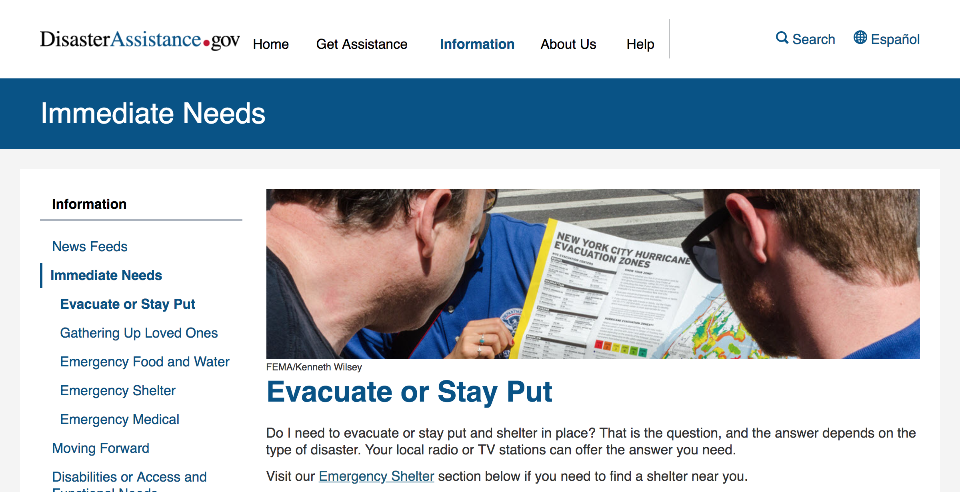 DisasterAssistance.gov
Home Get Assistance Information About Us Help
Search Español
Immediate Needs
Information
News Feeds
Immediate Needs
Evacuate or Stay Put
Gathering Up Loved Ones
Emergency Food and Water
Emergency Shelter
Emergency Medical
Moving Forward
Disabilities or Access and
Functional Needs
NEW YORK CITY HURRICANE
EVACUATION ZONES
FEMA/Kenneth Wilsey
Evacuate or Stay Put
Do I need to evacuate or stay put and shelter in place? That is the question, and the answer depends on the
type of disaster. Your local radio or TV stations can offer the answer you need.
Visit our Emergency Shelter section below if you need to find a shelter near you.